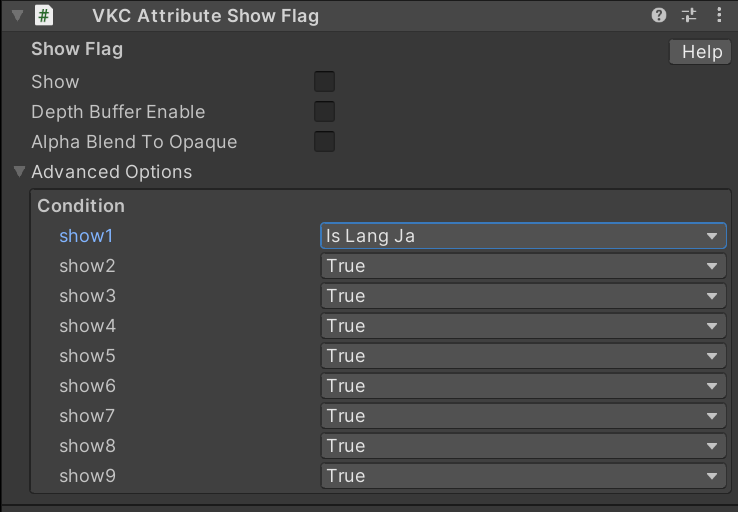 # VKC Attribute Show Flag
Show Flag
Help
Show
Depth Buffer Enable
Alpha Blend To Opaque
Advanced Options
Condition
show1 Is Lang Ja
show2 True
show3 True
show4 True
show5 True
show6 True
show7 True
show8 True
show9 True